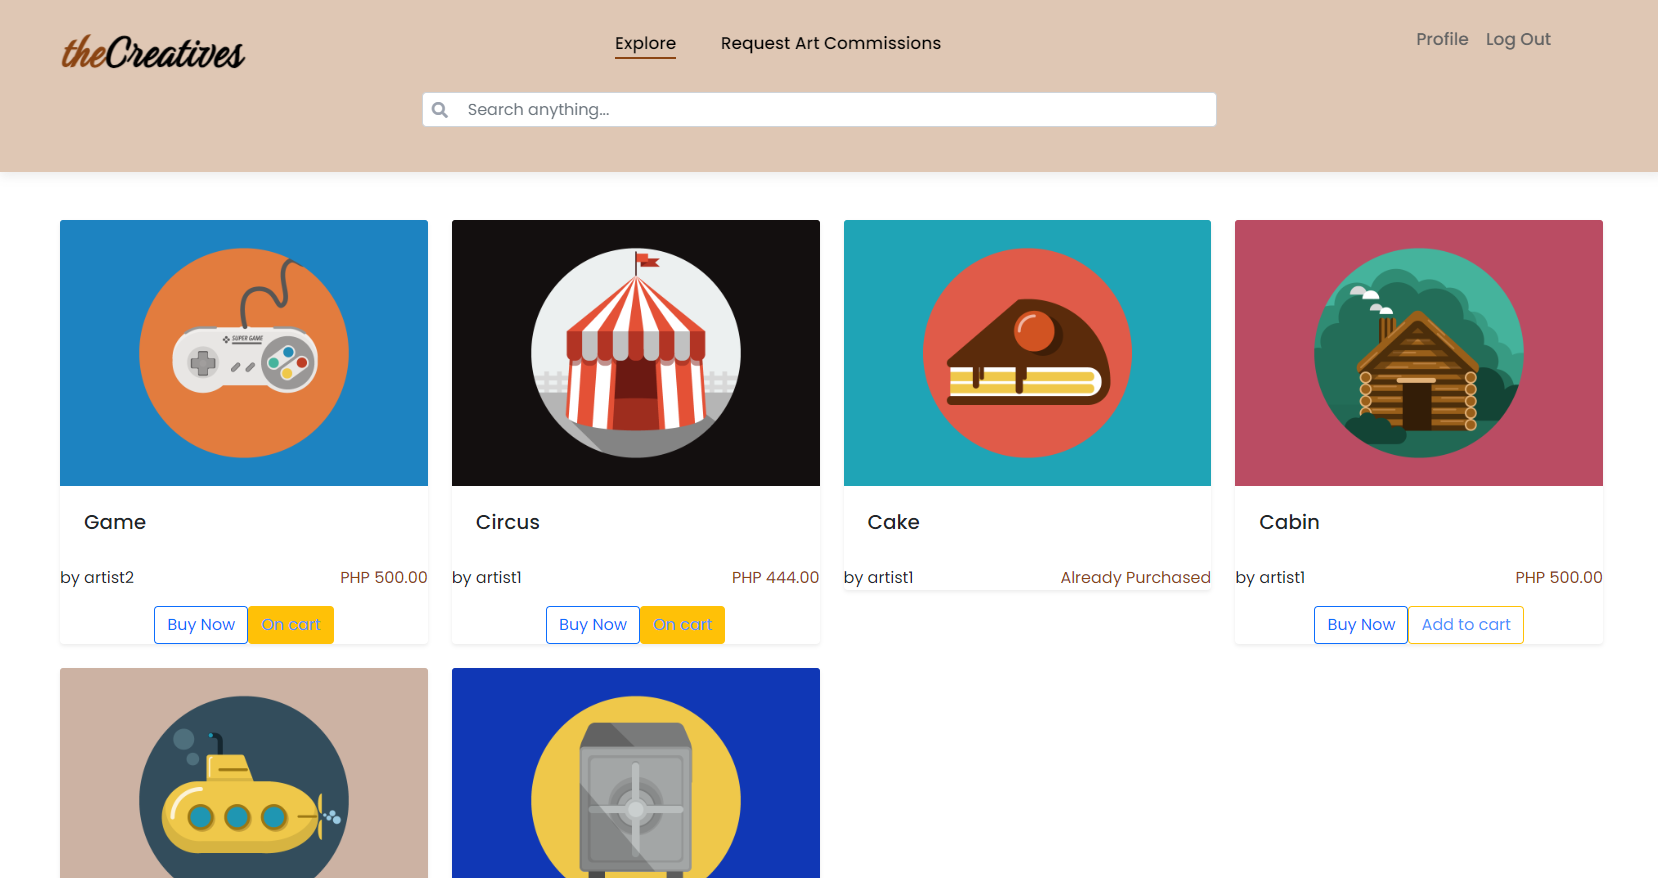 theCreatives
Explore
Request Art Commissions
Profile
Log Out
Search anything...
SUPER GAME
Game
by artist2
PHP 500.00
Buy Now
On cart
Circus
by artist1
PHP 444.00
Buy Now
On cart
Cake
by artist1
Already Purchased
Cabin
by artist1
PHP 500.00
Buy Now
Add to cart